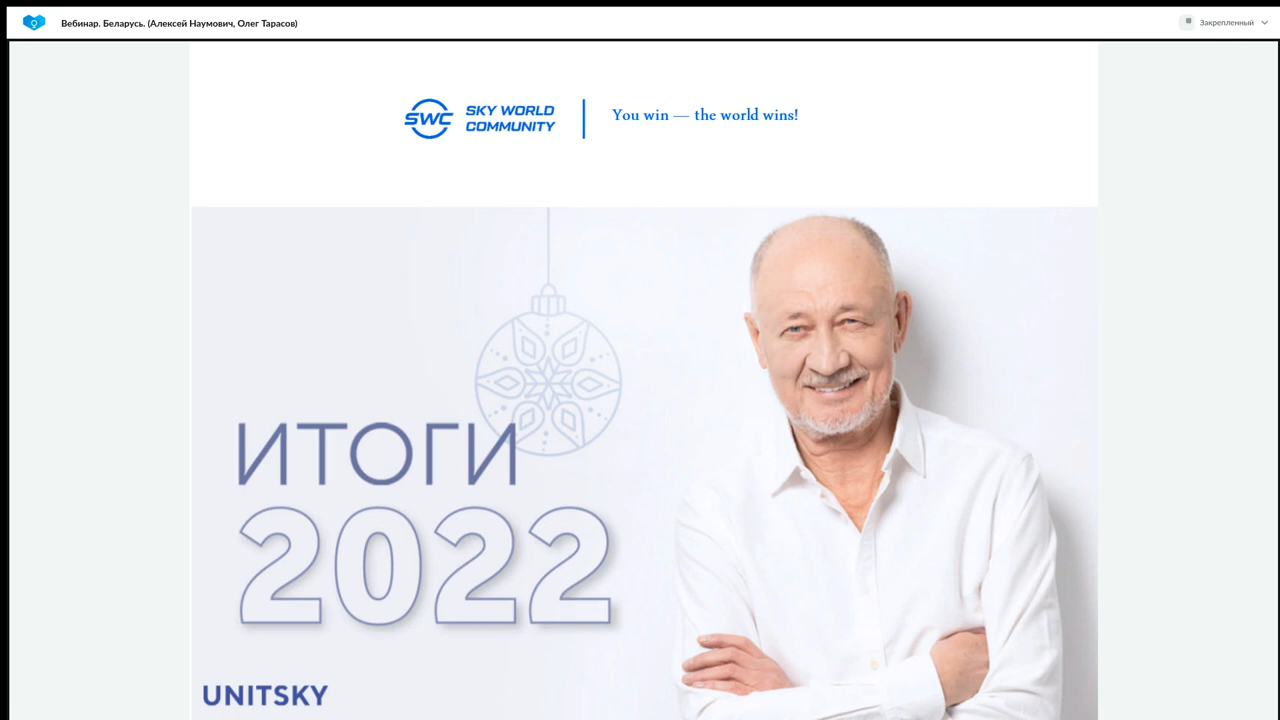 Вебинар. Беларусь. (Алексей Наумович, Олег Тарасов)
Закрепленный
SWC
SKY WORLD
COMMUNITY
You win — the world wins!
ИТОГИ
2022
UNITSKY